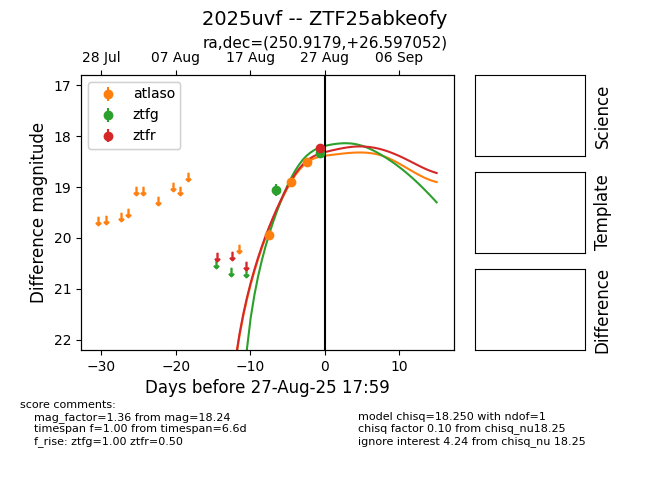 2025uvf -- ZTF25abkeofy
ra,dec=(250.9179,+26.597052)
28 Jul 07 Aug 17 Aug 27 Aug 06 Sep
17
18
19
20
21
22
Difference magnitude
atlaso
ztfg
ztfr
−30 −20 −10 0 10
Days before 27-Aug-25 17:59
Science
Template
Difference
score comments:
mag_factor=1.36 from mag=18.24
timespan f=1.00 from timespan=6.6d
f_rise: ztfg=1.00 ztfr=0.50
model chisq=18.250 with ndof=1
chisq factor 0.10 from chisq_nu18.25
ignore interest 4.24 from chisq_nu 18.25